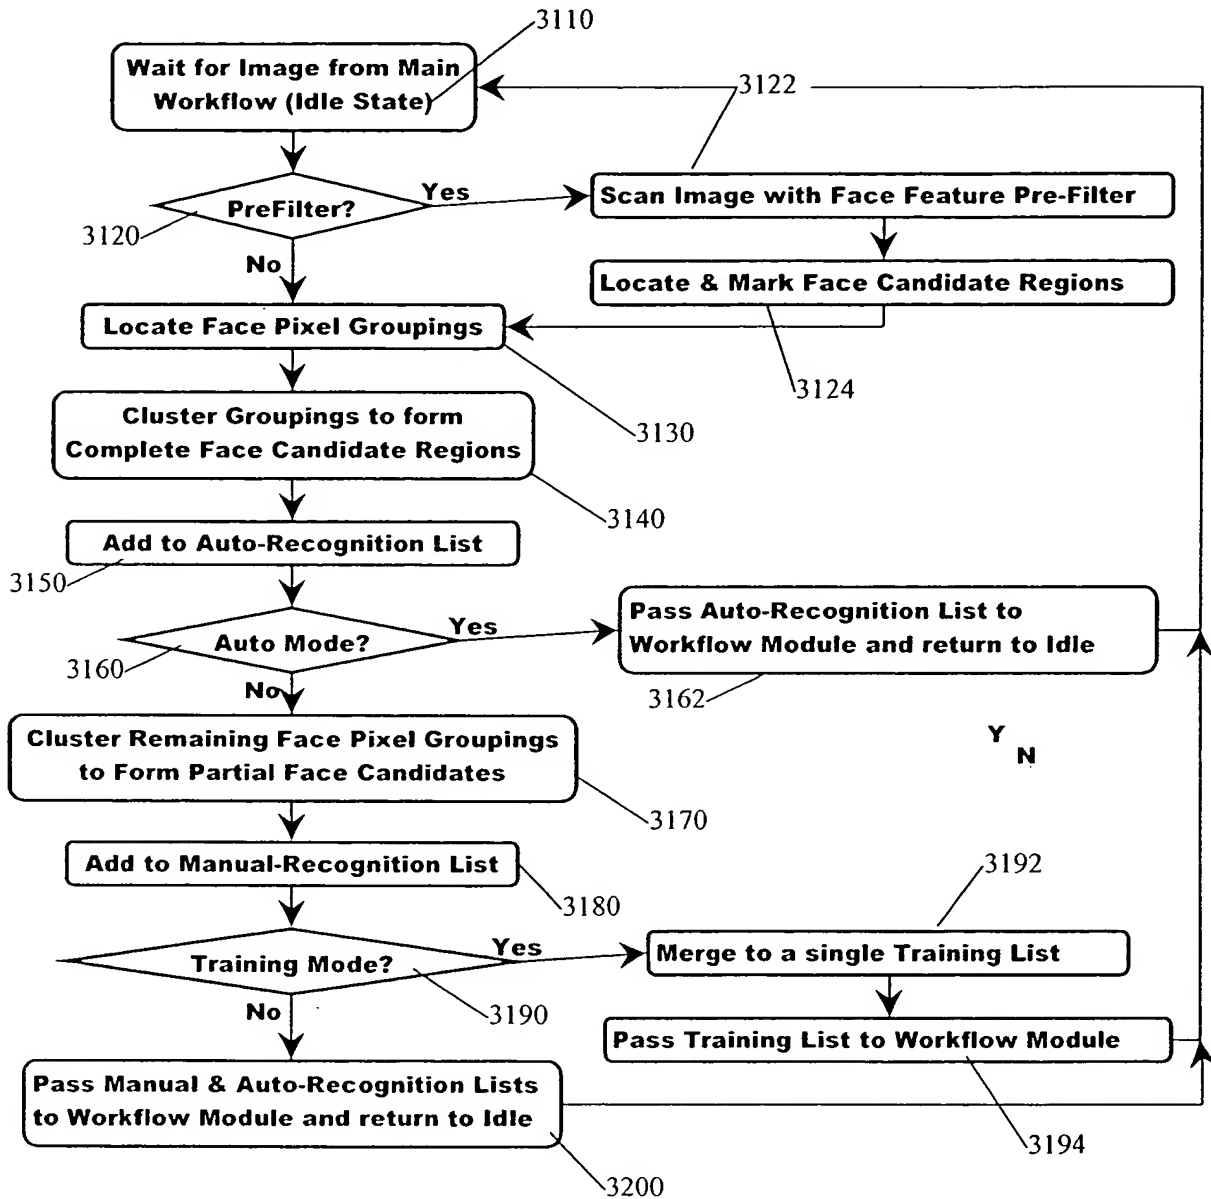 3110
Wait for Image from Main
Workflow (Idle State)
3122
Yes
Scan Image with Face Feature Pre-Filter
PreFilter?
3120
No
Locate & Mark Face Candidate Regions
Locate Face Pixel Groupings
3124
Cluster Groupings to form
Complete Face Candidate Regions
3130
3140
Add to Auto-Recognition List
3150
Yes
Pass Auto-Recognition List to
Workflow Module and return to Idle
Auto Mode?
3160
3162
No
Cluster Remaining Face Pixel Groupings
to Form Partial Face Candidates
Y
N
3170
Add to Manual-Recognition List
3192
3180
Yes
Merge to a single Training List
Training Mode?
No
3190
Pass Training List to Workflow Module
Pass Manual & Auto-Recognition Lists
to Workflow Module and return to Idle
3194
3200